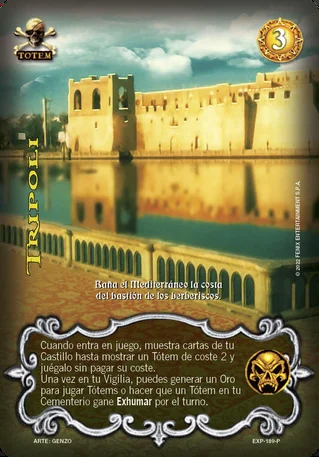 TOTEM
3
TRIPOLI
© 2022 FENIX ENTERTAINMENT S.P.A.
Baña el Mediterráneo la costa
del bastión de los berberiscos.
Cuando entra en juego, muestra cartas de tu
Castillo hasta mostrar un Tótem de coste 2 y
juégalo sin pagar su coste.
Una vez en tu Vigilia, puedes generar un Oro
para jugar Tótems o hacer que un Tótem en tu
Cementerio gane Exhumar por el turno.
ARTE: GENZO
EXP-189-P